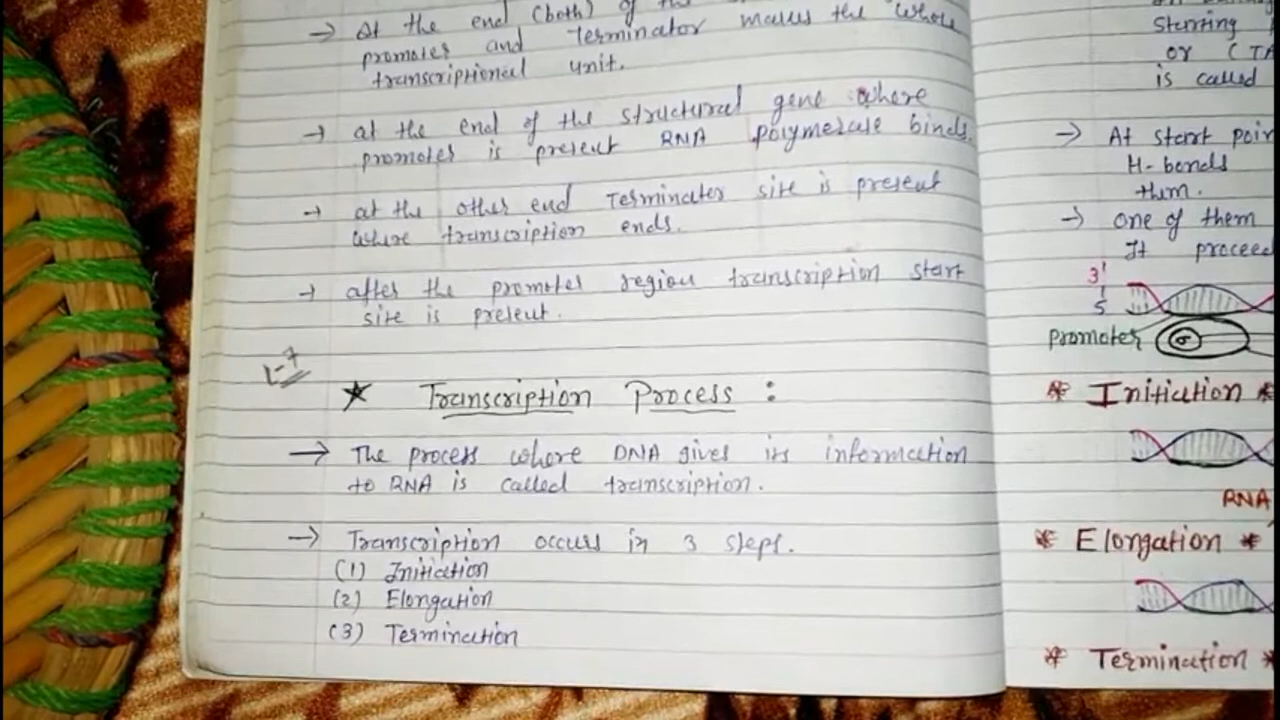 → At the end (both) of the
promoter and Terminator makes the whole
transcriptional unit.
→ at the end of the structural gene where
promoter is present RNA polymerase binds.
→ at the other end Terminater site is present
where transcription ends.
→ after the promoter region transcription start
site is present.
L-7
★ Transcription Process :
→ The process where DNA gives its information
to RNA is called transcription.
→ Transcription occurs in 3 steps.
(1) Initiation
(2) Elongation
(3) Termination
Starting
or (TA
is called
→ At start poin
H-bonds
them.
→ one of them
It proceed
3'
5'
promoter
σ
* Initiation *
RNA
* Elongation *
* Termination *